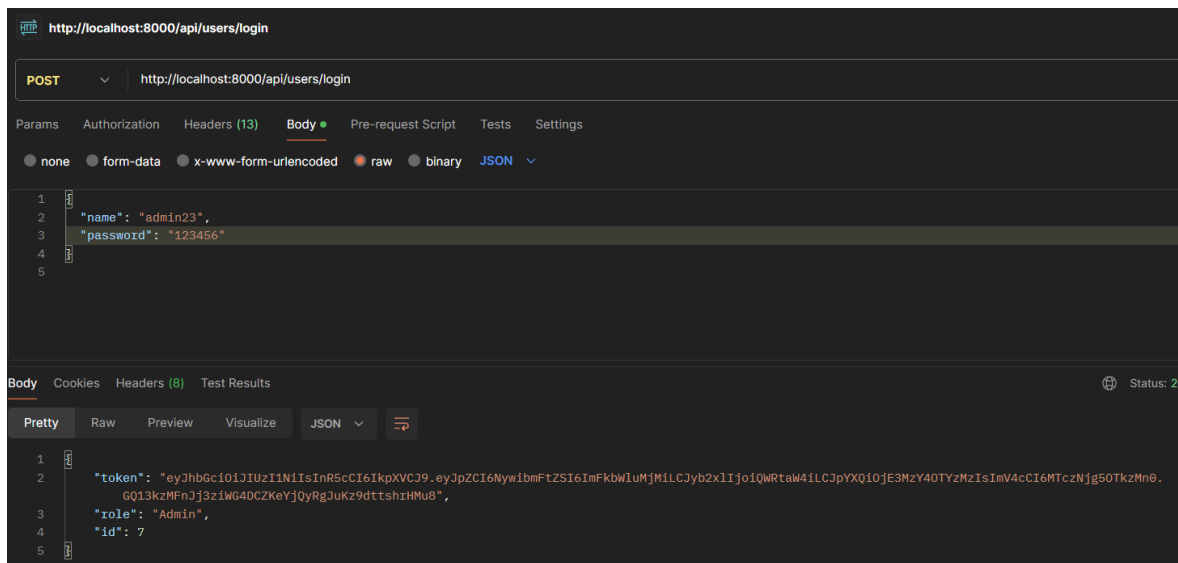 HTTP http://localhost:8000/api/users/login
POST http://localhost:8000/api/users/login
Params Authorization Headers (13) Body Pre-request Script Tests Settings
none form-data x-www-form-urlencoded raw binary JSON
1 {
2 "name": "admin23",
3 "password": "123456"
4 }
5
Body Cookies Headers (8) Test Results Status: 2
Pretty Raw Preview Visualize JSON
1 {
2 "token": "eyJhbGciOiJIUzI1NiIsInR5cCI6IkpXVCJ9.eyJpZCI6NywibmFtZSI6ImFkbWluMjMiLCJyb2xlIjoiQWRtaW4iLCJpYXQiOjE3MzY4OTYzMzIsImV4cCI6MTczNjg5OTkzMn0.
GQ13kzMFnJj3ziWG4DCZKeYjQyRgJuKz9dttshrHMu8",
3 "role": "Admin",
4 "id": 7
5 }